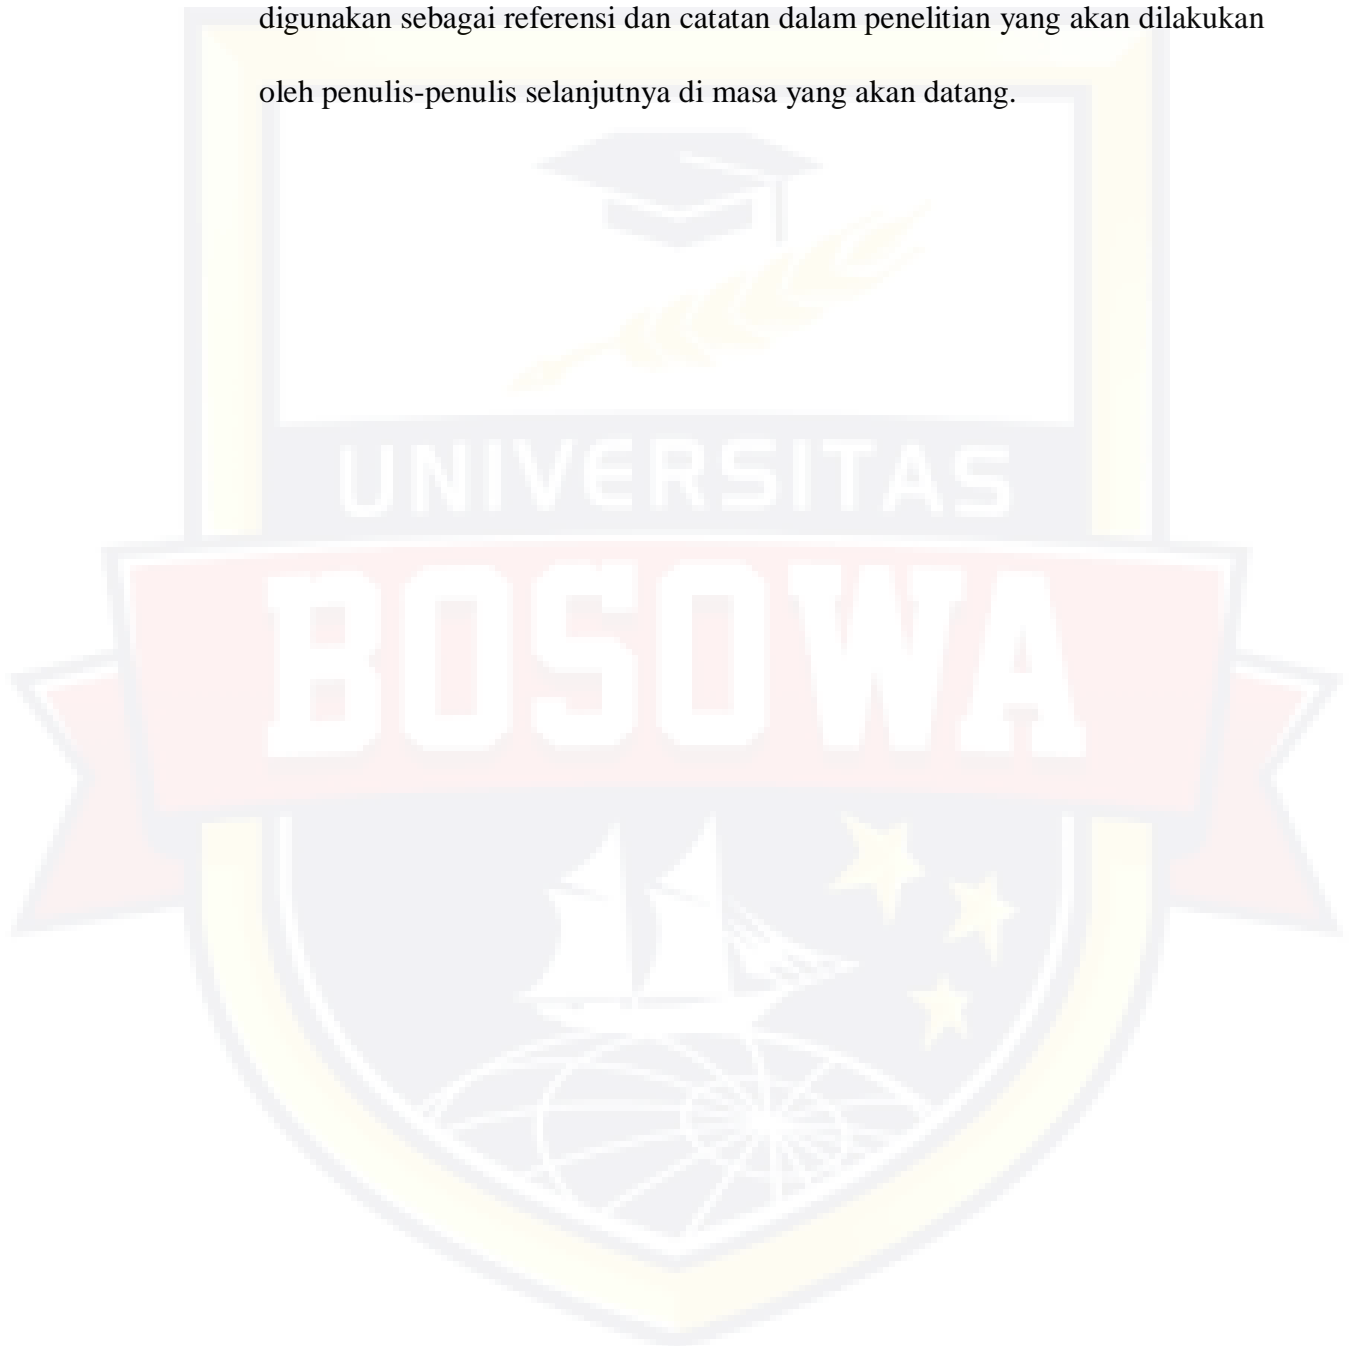 digunakan sebagai referensi dan catatan dalam penelitian yang akan dilakukan
oleh penulis-penulis selanjutnya di masa yang akan datang.
UNIVERSITAS
BOSOWA